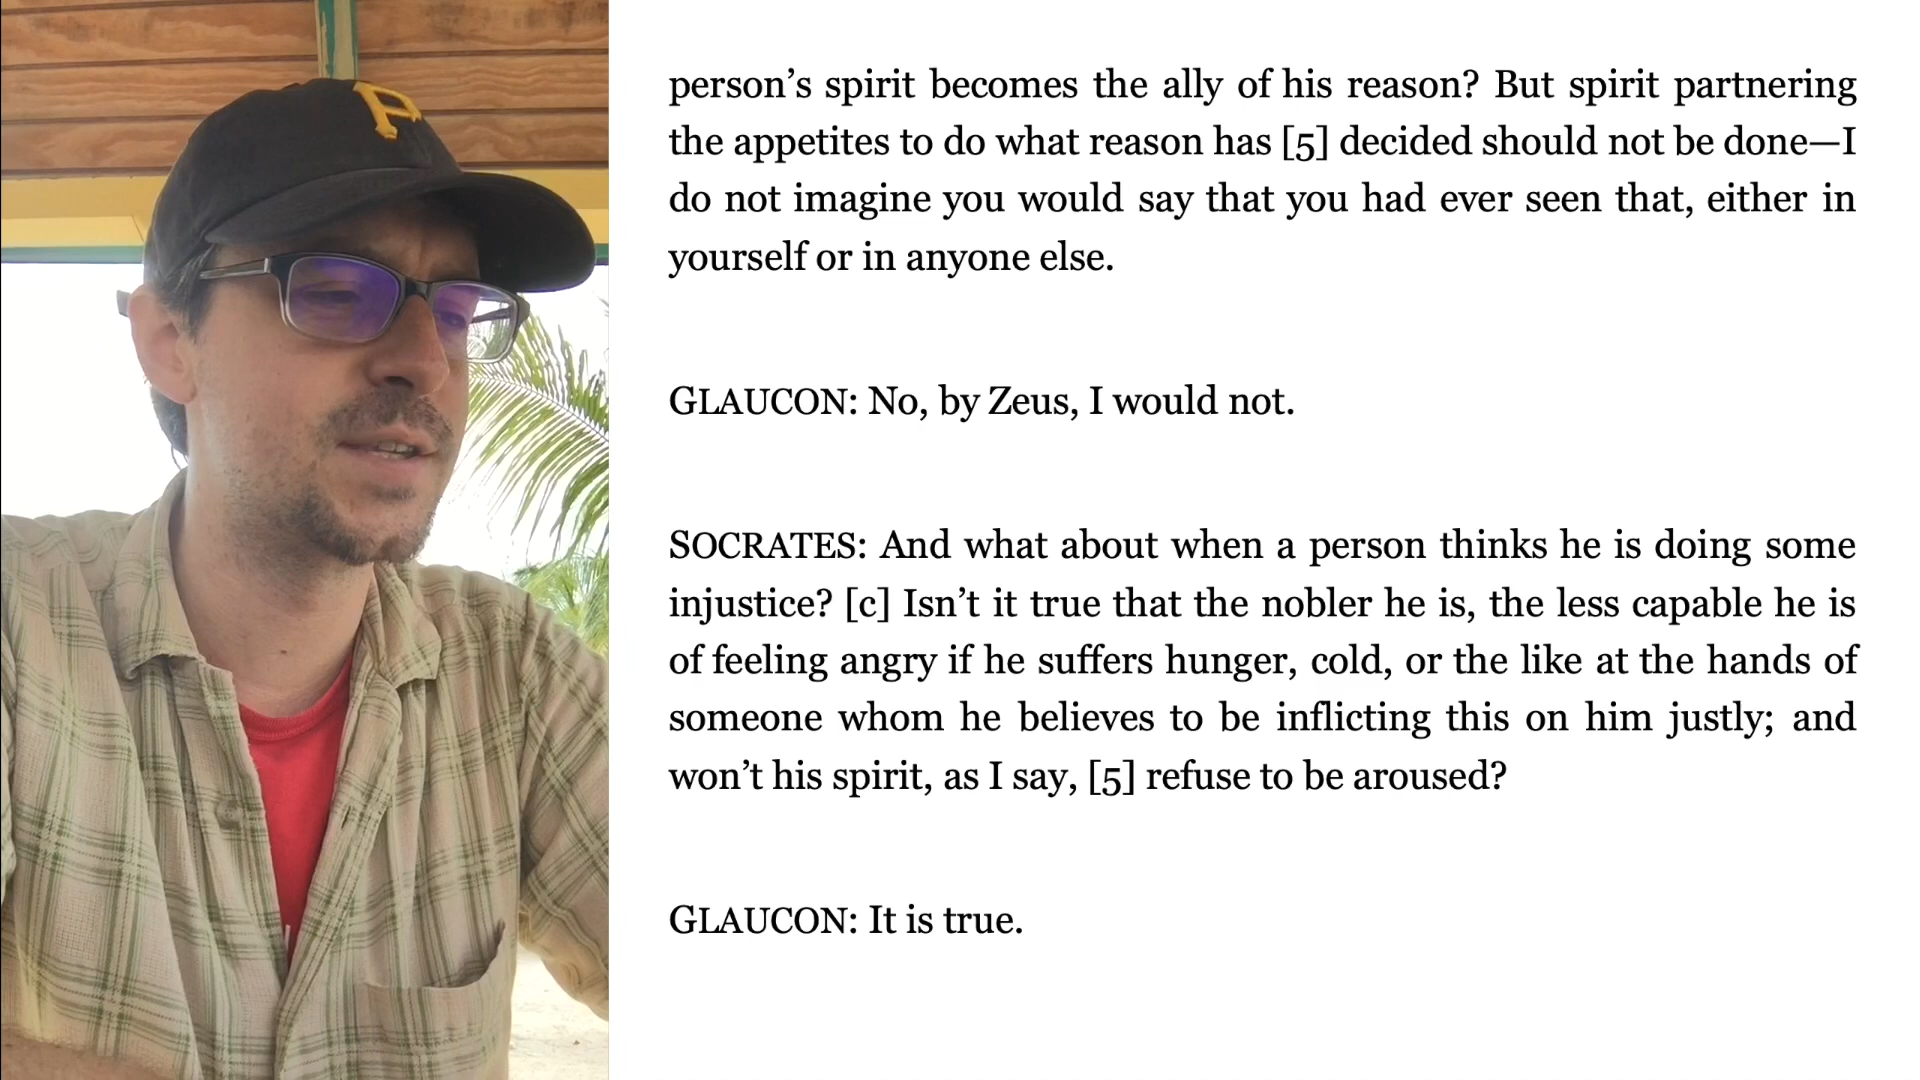 P
person’s spirit becomes the ally of his reason? But spirit partnering
the appetites to do what reason has [5] decided should not be done—I
do not imagine you would say that you had ever seen that, either in
yourself or in anyone else.
GLAUCON: No, by Zeus, I would not.
SOCRATES: And what about when a person thinks he is doing some
injustice? [c] Isn’t it true that the nobler he is, the less capable he is
of feeling angry if he suffers hunger, cold, or the like at the hands of
someone whom he believes to be inflicting this on him justly; and
won’t his spirit, as I say, [5] refuse to be aroused?
GLAUCON: It is true.